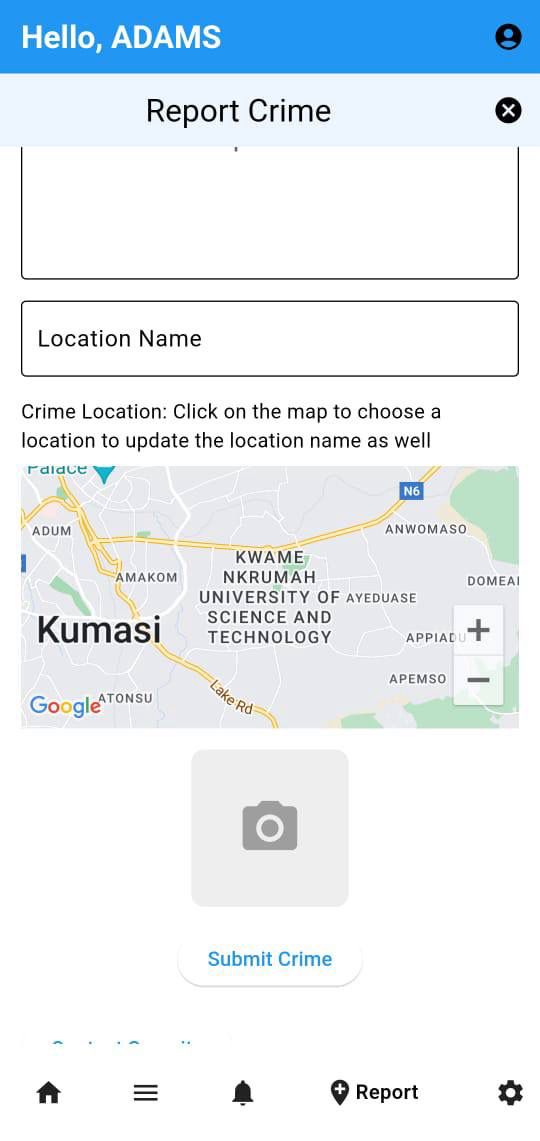 Hello, ADAMS
Report Crime
Location Name
Crime Location: Click on the map to choose a
location to update the location name as well
Palace
N6
ADUM
ANWOMASO
KWAME
NKRUMAH
UNIVERSITY OF
SCIENCE AND
TECHNOLOGY
AMAKOM
AYEDUASE
DOMEA
Kumasi
APPIADU
+
APEMSO
−
Google
ATONSU
Lake Rd
Submit Crime
Report